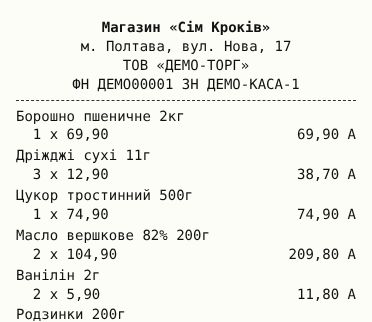 Магазин «Сім Кроків»
м. Полтава, вул. Нова, 17
ТОВ «ДЕМО-ТОРГ»
ФН ДЕМО00001 ЗН ДЕМО-КАСА-1
Борошно пшеничне 2кг
1 x 69,90 69,90 А
Дріжджі сухі 11г
3 x 12,90 38,70 А
Цукор тростинний 500г
1 x 74,90 74,90 А
Масло вершкове 82% 200г
2 x 104,90 209,80 А
Ванілін 2г
2 x 5,90 11,80 А
Родзинки 200г